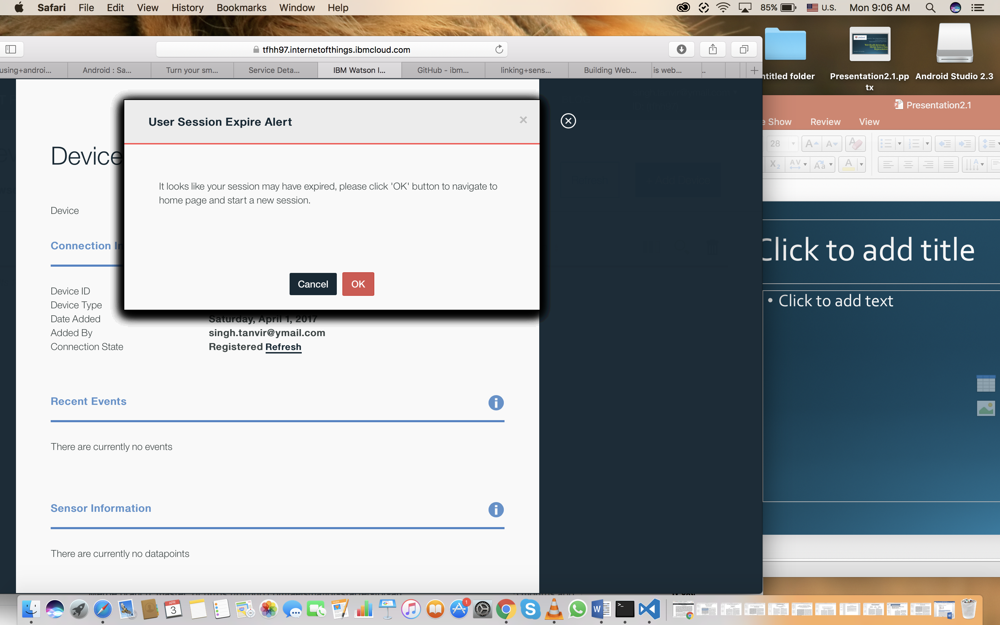 Safari File Edit View History Bookmarks Window Help
85% U.S. Mon 9:06 AM
tfhh97.internetofthings.ibmcloud.com
using+androi... Android : Sa... Turn your sm... Service Deta... IBM Watson I... GitHub - ibm... linking+sens... Building Web... is web... ..
ntitled folder
Presentation2.1.pp
tx
Android Studio 2.3
Presentation2.1
e Show Review View
28
User Session Expire Alert
It looks like your session may have expired, please click 'OK' button to navigate to
home page and start a new session.
Cancel OK
Device
Device
Connection In
Device ID
Device Type
Date Added Saturday, April 1, 2017
Added By singh.tanvir@ymail.com
Connection State Registered Refresh
Recent Events
There are currently no events
Sensor Information
There are currently no datapoints
Click to add title
• Click to add text
APR
3
1